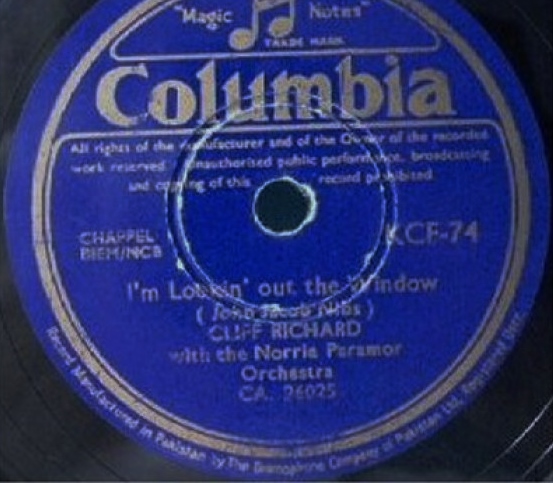 "Magic Notes"
TRADE MARK
Columbia
All rights of the manufacturer and of the Owner of the recorded
work reserved. Unauthorised public performance, broadcasting
and copying of this record prohibited.
CHAPPEL
BIEM/NCB
KCF-74
I'm Lookin' out the Window
(John Jacob Niles)
CLIFF RICHARD
with the Norrie Paramor
Orchestra
CA. 26025
Record Manufactured in Pakistan by The Gramophone Company of Pakistan Ltd.